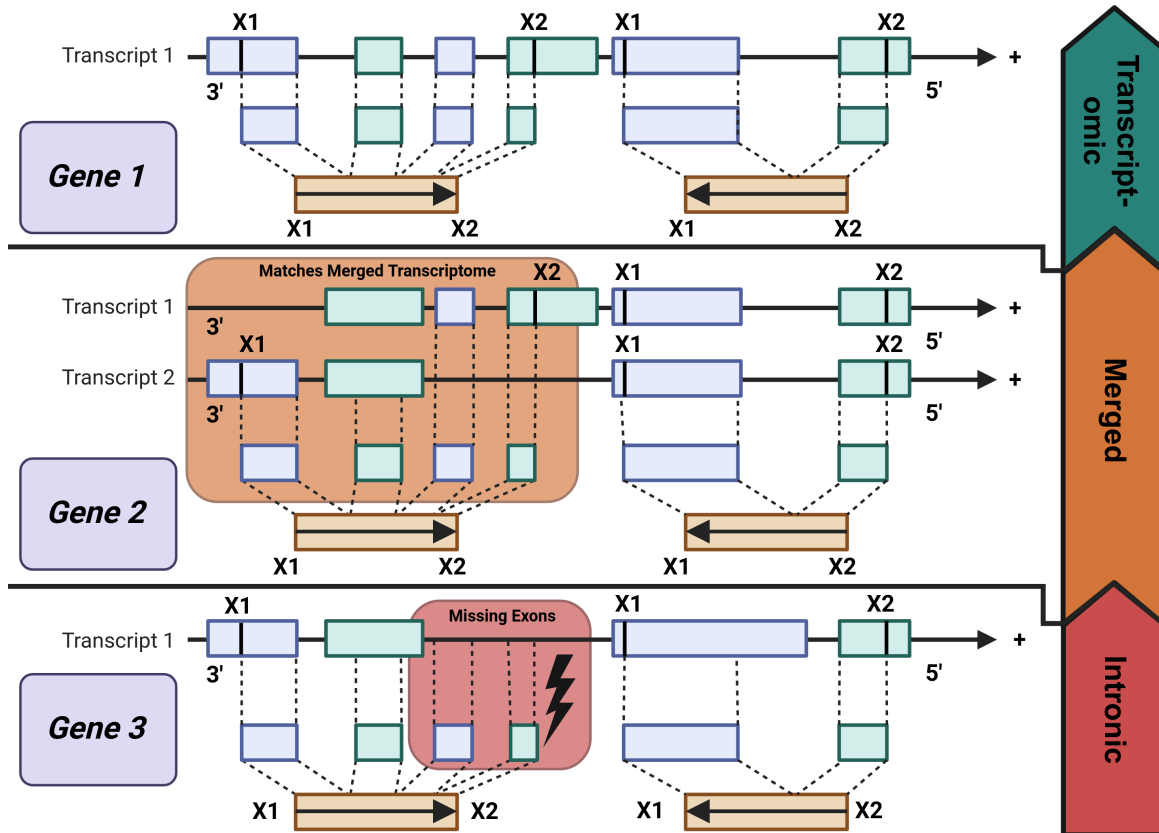 X1 X2 X1 X2
Transcript 1 +
3' 5'
Gene 1
X1 X2 X1 X2
Transcript-
omic
Matches Merged Transcriptome X2 X1 X2
Transcript 1 +
3' 5'
X1 X1 X2
Transcript 2 +
3' 5'
Gene 2
X1 X2 X1 X2
Merged
X1 Missing Exons X1 X2
Transcript 1 +
3' 5'
Gene 3
X1 X2 X1 X2
Intronic